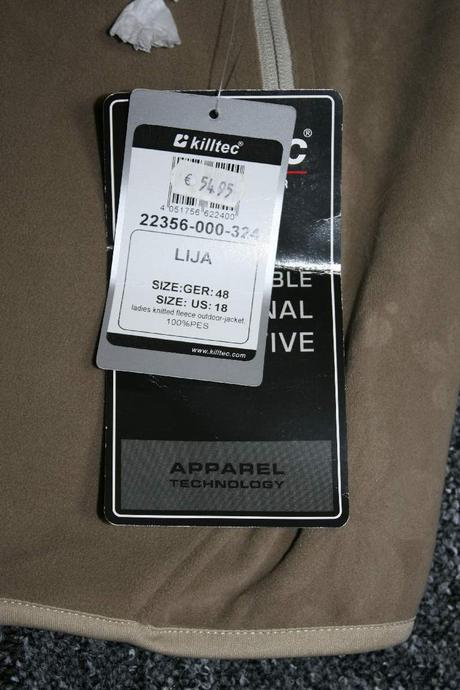 killtec®
€ 54.95
4 051756 622400
22356-000-324
LIJA
SIZE:GER: 48
SIZE: US: 18
ladies knitted fleece outdoor-jacket
100%PES
www.killtec.com
C®
R
BLE
NAL
IVE
APPAREL
TECHNOLOGY